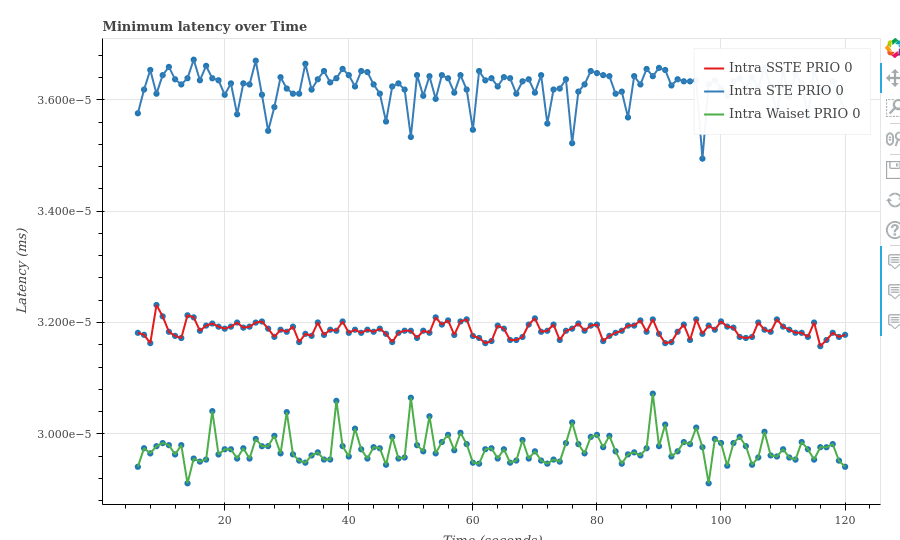 Minimum latency over Time
Intra SSTE PRIO 0
Intra STE PRIO 0
Intra Waiset PRIO 0
3.600e−5
3.400e−5
3.200e−5
3.000e−5
Latency (ms)
20 40 60 80 100 120
Time (seconds)